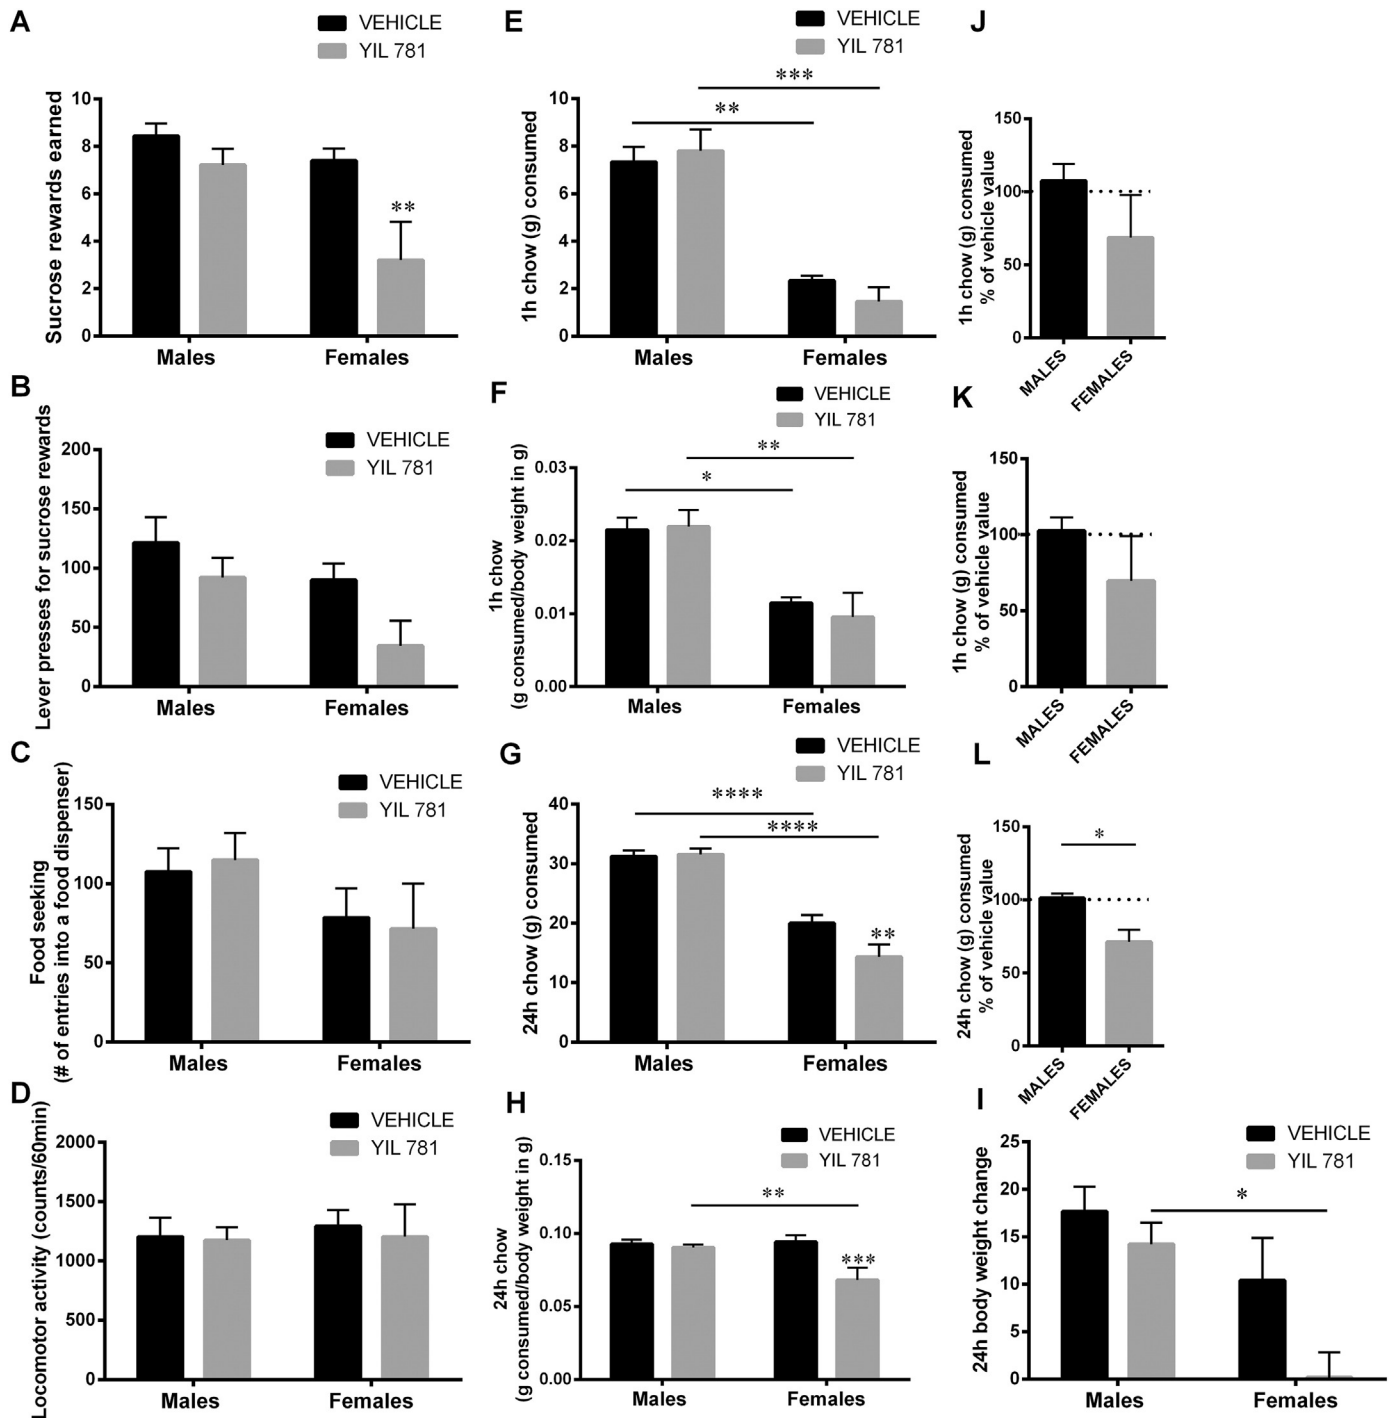 A
VEHICLE
YIL 781
Sucrose rewards earned
10
8
6
4
2
0
**
Males
Females
B
VEHICLE
YIL 781
Lever presses for sucrose rewards
200
150
100
50
0
Males
Females
C
VEHICLE
YIL 781
Food seeking
(# of entries into a food dispenser)
150
100
50
0
Males
Females
D
VEHICLE
YIL 781
Locomotor activity (counts/60min)
2000
1500
1000
500
0
Males
Females
E
VEHICLE
YIL 781
1h chow (g) consumed
10
8
6
4
2
0
***
**
Males
Females
F
VEHICLE
YIL 781
1h chow
(g consumed/body weight in g)
0.03
0.02
0.01
0.00
**
*
Males
Females
G
VEHICLE
YIL 781
24h chow (g) consumed
40
30
20
10
0
****
****
**
Males
Females
H
VEHICLE
YIL 781
24h chow
(g consumed/body weight in g)
0.15
0.10
0.05
0.00
**
***
Males
Females
J
1h chow (g) consumed
% of vehicle value
150
100
50
0
MALES
FEMALES
K
1h chow (g) consumed
% of vehicle value
150
100
50
0
MALES
FEMALES
L
24h chow (g) consumed
% of vehicle value
150
100
50
0
*
MALES
FEMALES
I
VEHICLE
YIL 781
24h body weight change
25
20
15
10
5
0
*
Males
Females